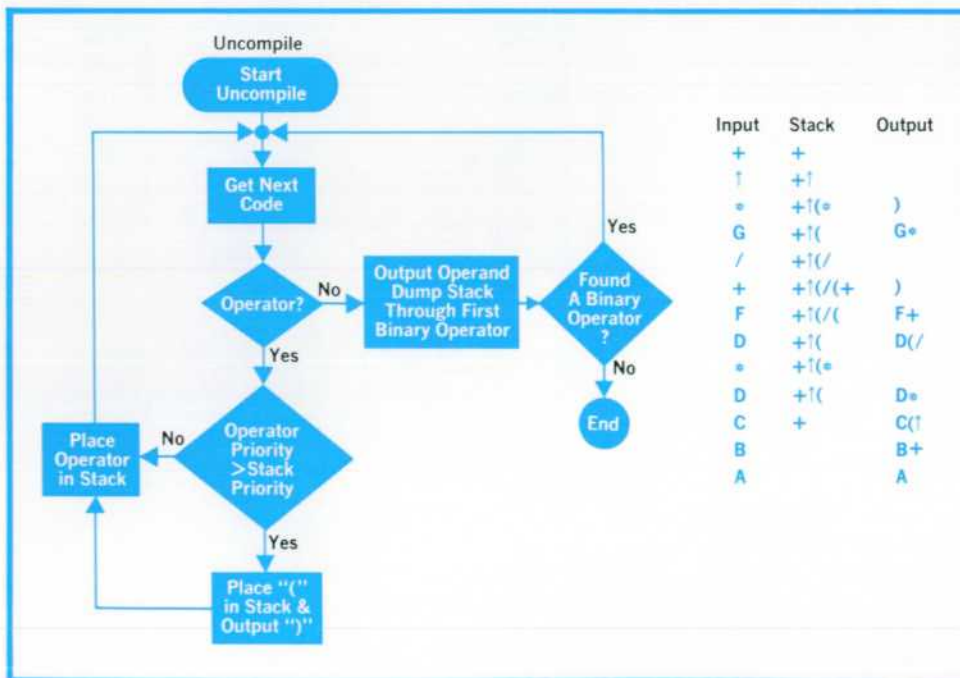 Uncompile
Start
Uncompile
Get Next
Code
Operator?
No
Yes
Output Operand
Dump Stack
Through First
Binary Operator
Yes
Found
A Binary
Operator
?
No
End
Operator
Priority
>Stack
Priority
No
Place
Operator
in Stack
Yes
Place “(”
in Stack &
Output “)”
Input Stack Output
+ +
↑ +↑
* +↑(* )
G +↑( G*
/ +↑(/
+ +↑(/(+ )
F +↑(/( F+
D +↑( D(/
* +↑(*
D +↑( D*
C + C(↑
B B+
A A